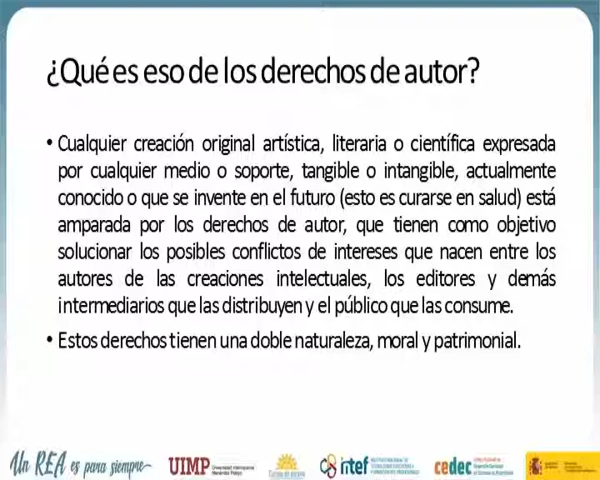 ¿Qué es eso de los derechos de autor?
• Cualquier creación original artística, literaria o científica expresada
por cualquier medio o soporte, tangible o intangible, actualmente
conocido o que se invente en el futuro (esto es curarse en salud) está
amparada por los derechos de autor, que tienen como objetivo
solucionar los posibles conflictos de intereses que nacen entre los
autores de las creaciones intelectuales, los editores y demás
intermediarios que las distribuyen y el público que las consume.
• Estos derechos tienen una doble naturaleza, moral y patrimonial.
Un REA es para siempre
UIMP
intef
cedec